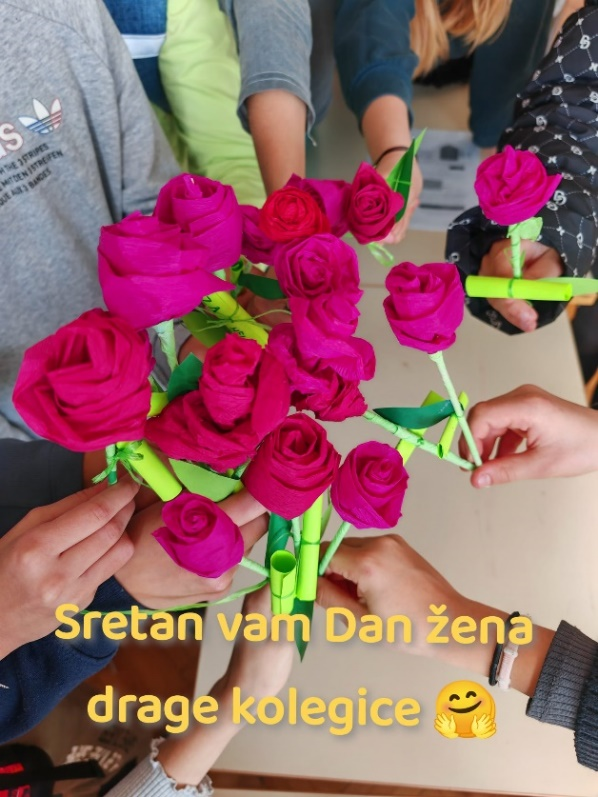 Sretan vam Dan žena
drage kolegice 🤗